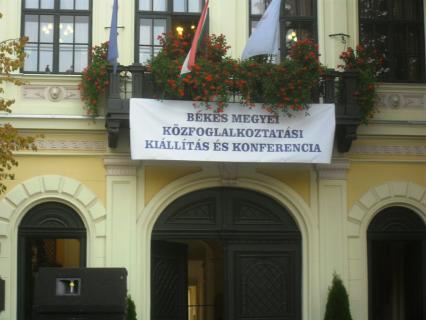 BÉKÉS MEGYEI
KÖZFOGLALKOZTATÁSI
KIÁLLÍTÁS ÉS KONFERENCIA